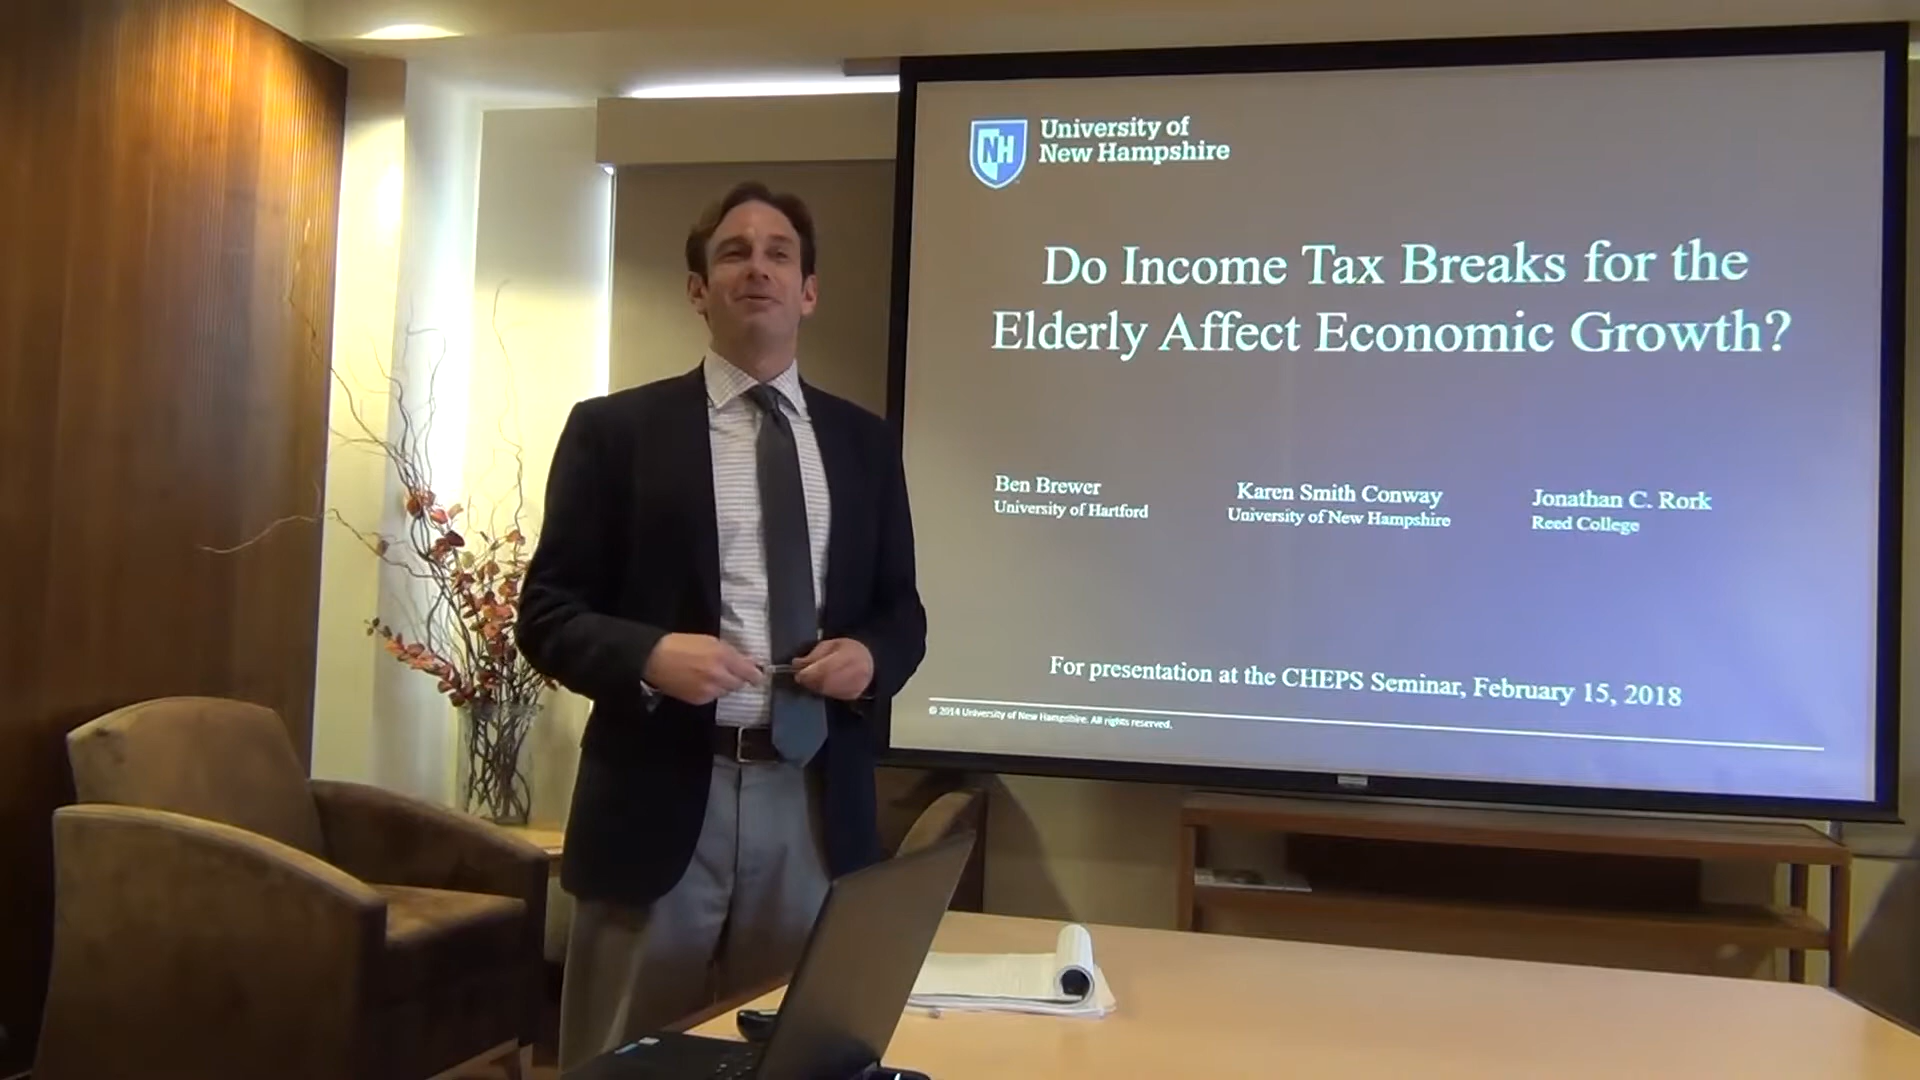 NH
University of
New Hampshire
Do Income Tax Breaks for the
Elderly Affect Economic Growth?
Ben Brewer
University of Hartford
Karen Smith Conway
University of New Hampshire
Jonathan C. Rork
Reed College
For presentation at the CHEPS Seminar, February 15, 2018
© 2014 University of New Hampshire. All rights reserved.